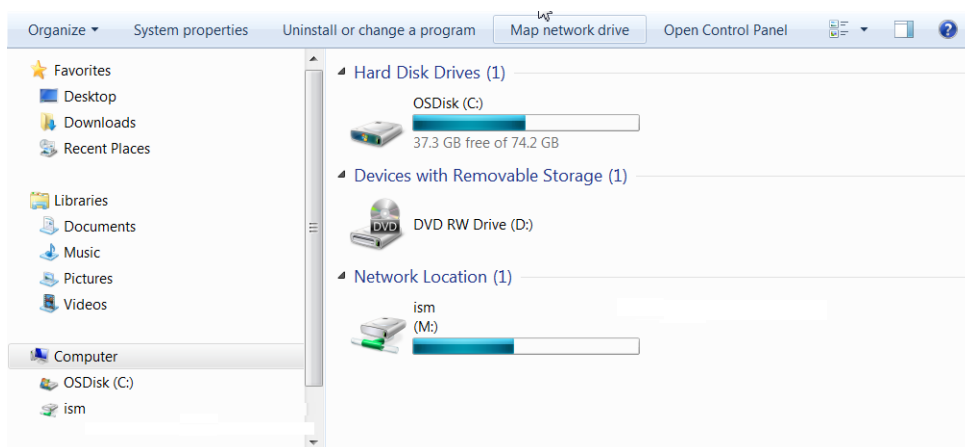 Organize System properties Uninstall or change a program Map network drive Open Control Panel
Favorites
Desktop
Downloads
Recent Places
Libraries
Documents
Music
Pictures
Videos
Computer
OSDisk (C:)
ism
Hard Disk Drives (1)
OSDisk (C:)
37.3 GB free of 74.2 GB
Devices with Removable Storage (1)
DVD
DVD RW Drive (D:)
Network Location (1)
ism
(M:)